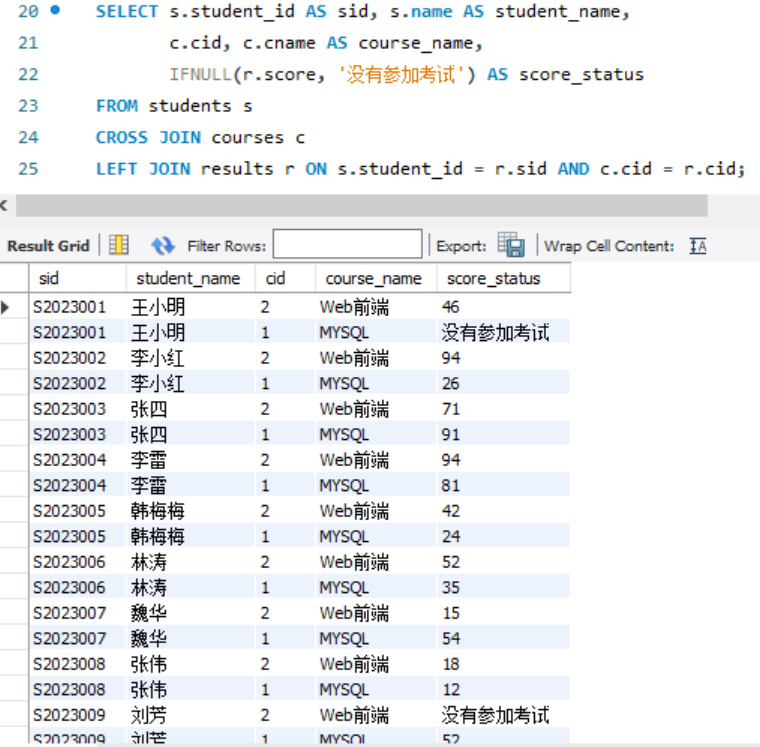 20 SELECT s.student_id AS sid, s.name AS student_name,
21 c.cid, c.cname AS course_name,
22 IFNULL(r.score, '没有参加考试') AS score_status
23 FROM students s
24 CROSS JOIN courses c
25 LEFT JOIN results r ON s.student_id = r.sid AND c.cid = r.cid;
Result Grid Filter Rows: Export: Wrap Cell Content: IA
sid student_name cid course_name score_status
S2023001 王小明 2 Web前端 46
S2023001 王小明 1 MYSQL 没有参加考试
S2023002 李小红 2 Web前端 94
S2023002 李小红 1 MYSQL 26
S2023003 张四 2 Web前端 71
S2023003 张四 1 MYSQL 91
S2023004 李雷 2 Web前端 94
S2023004 李雷 1 MYSQL 81
S2023005 韩梅梅 2 Web前端 42
S2023005 韩梅梅 1 MYSQL 24
S2023006 林涛 2 Web前端 52
S2023006 林涛 1 MYSQL 35
S2023007 魏华 2 Web前端 15
S2023007 魏华 1 MYSQL 54
S2023008 张伟 2 Web前端 18
S2023008 张伟 1 MYSQL 12
S2023009 刘芳 2 Web前端 没有参加考试
S2023009 刘芳 1 MYSQL 52